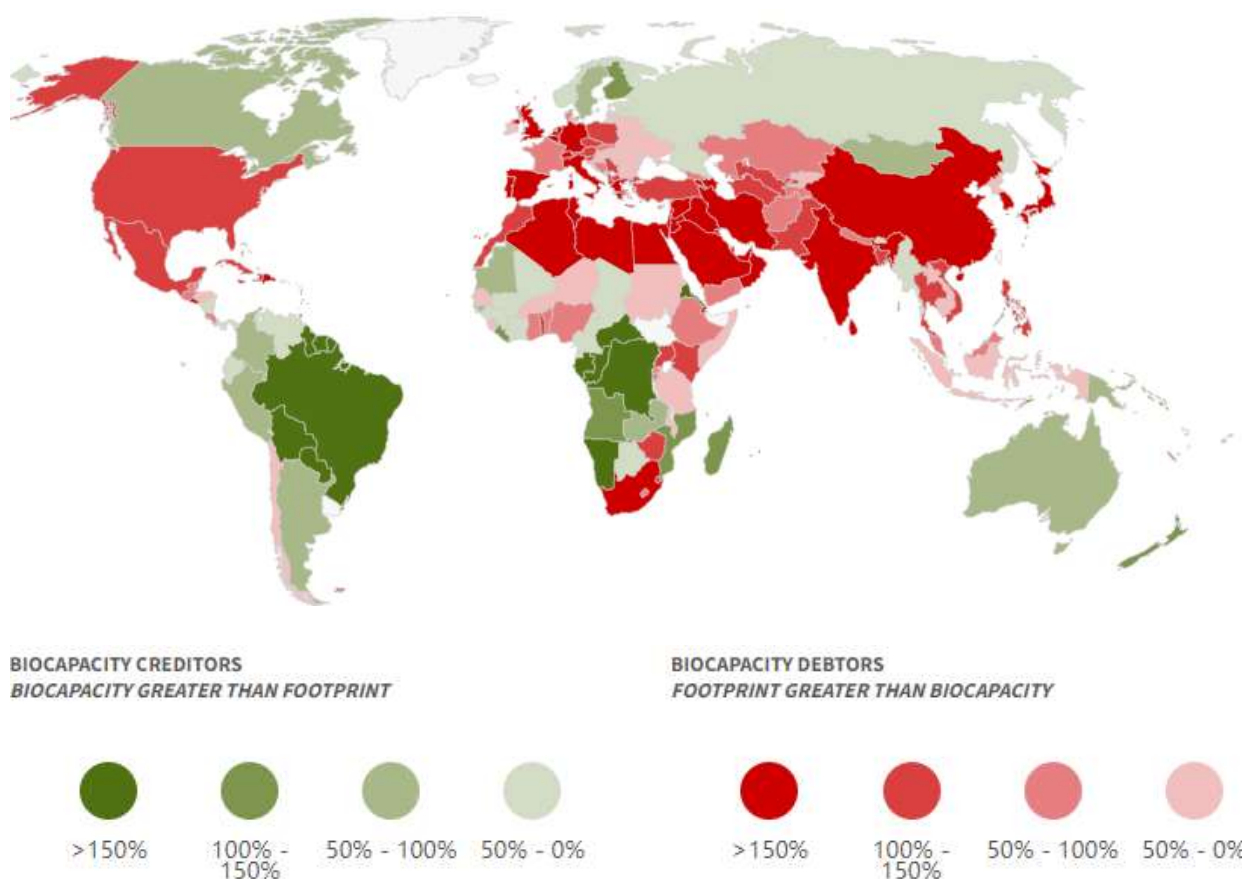 BIOCAPACITY CREDITORS
BIOCAPACITY GREATER THAN FOOTPRINT
>150%
100% -
150%
50% - 100%
50% - 0%
BIOCAPACITY DEBTORS
FOOTPRINT GREATER THAN BIOCAPACITY
>150%
100% -
150%
50% - 100%
50% - 0%